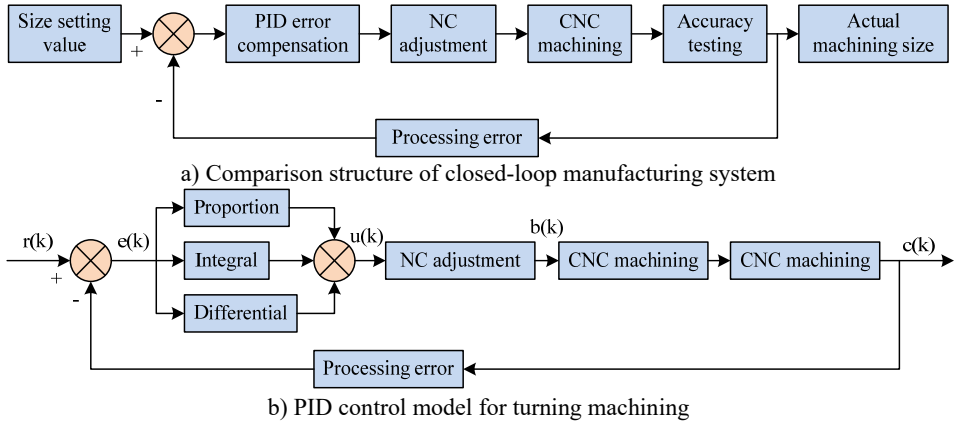 Size setting
value
+
-
PID error
compensation
NC
adjustment
CNC
machining
Accuracy
testing
Actual
machining size
Processing error
a) Comparison structure of closed-loop manufacturing system
r(k)
+
-
e(k)
Proportion
Integral
Differential
u(k)
NC adjustment
b(k)
CNC machining
CNC machining
c(k)
Processing error
b) PID control model for turning machining